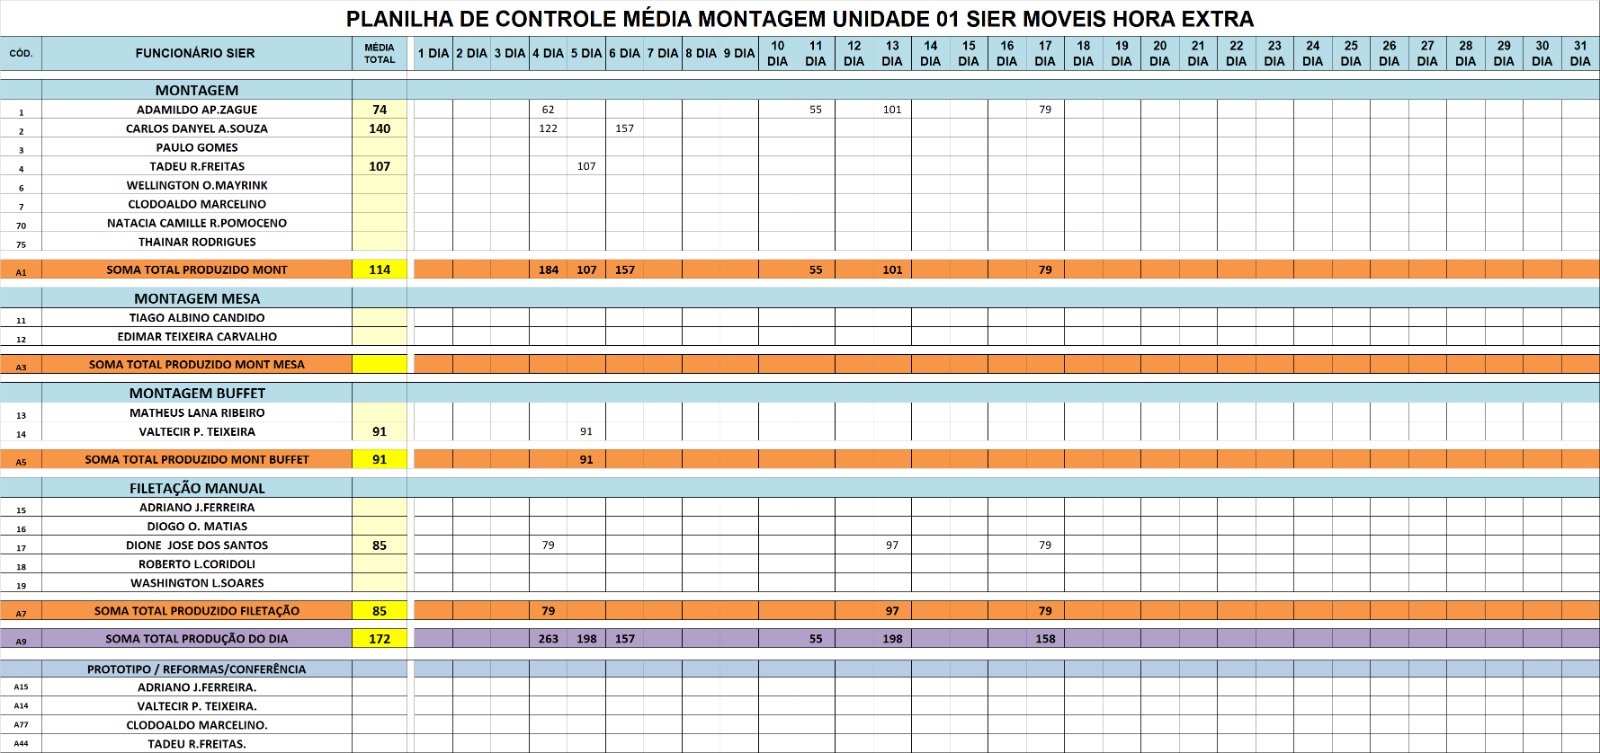 PLANILHA DE CONTROLE MÉDIA MONTAGEM UNIDADE 01 SIER MOVEIS HORA EXTRA
CÓD. FUNCIONÁRIO SIER MÉDIA TOTAL 1 DIA 2 DIA 3 DIA 4 DIA 5 DIA 6 DIA 7 DIA 8 DIA 9 DIA 10 DIA 11 DIA 12 DIA 13 DIA 14 DIA 15 DIA 16 DIA 17 DIA 18 DIA 19 DIA 20 DIA 21 DIA 22 DIA 23 DIA 24 DIA 25 DIA 26 DIA 27 DIA 28 DIA 29 DIA 30 DIA 31 DIA
MONTAGEM
1 ADAMILDO AP.ZAGUE 74 62 55 101 79
2 CARLOS DANYEL A.SOUZA 140 122 157
3 PAULO GOMES
4 TADEU R.FREITAS 107 107
6 WELLINGTON O.MAYRINK
7 CLODOALDO MARCELINO
70 NATACIA CAMILLE R.POMOCENO
75 THAINAR RODRIGUES
A1 SOMA TOTAL PRODUZIDO MONT 114 184 107 157 55 101 79
MONTAGEM MESA
11 TIAGO ALBINO CANDIDO
12 EDIMAR TEIXEIRA CARVALHO
A3 SOMA TOTAL PRODUZIDO MONT MESA
MONTAGEM BUFFET
13 MATHEUS LANA RIBEIRO
14 VALTECIR P. TEIXEIRA 91 91
A5 SOMA TOTAL PRODUZIDO MONT BUFFET 91 91
FILETAÇÃO MANUAL
15 ADRIANO J.FERREIRA
16 DIOGO O. MATIAS
17 DIONE JOSE DOS SANTOS 85 79 97 79
18 ROBERTO L.CORIDOLI
19 WASHINGTON L.SOARES
A7 SOMA TOTAL PRODUZIDO FILETAÇÃO 85 79 97 79
A9 SOMA TOTAL PRODUÇÃO DO DIA 172 263 198 157 55 198 158
PROTOTIPO / REFORMAS/CONFERÊNCIA
A15 ADRIANO J.FERREIRA.
A14 VALTECIR P. TEIXEIRA.
A77 CLODOALDO MARCELINO.
A44 TADEU R.FREITAS.